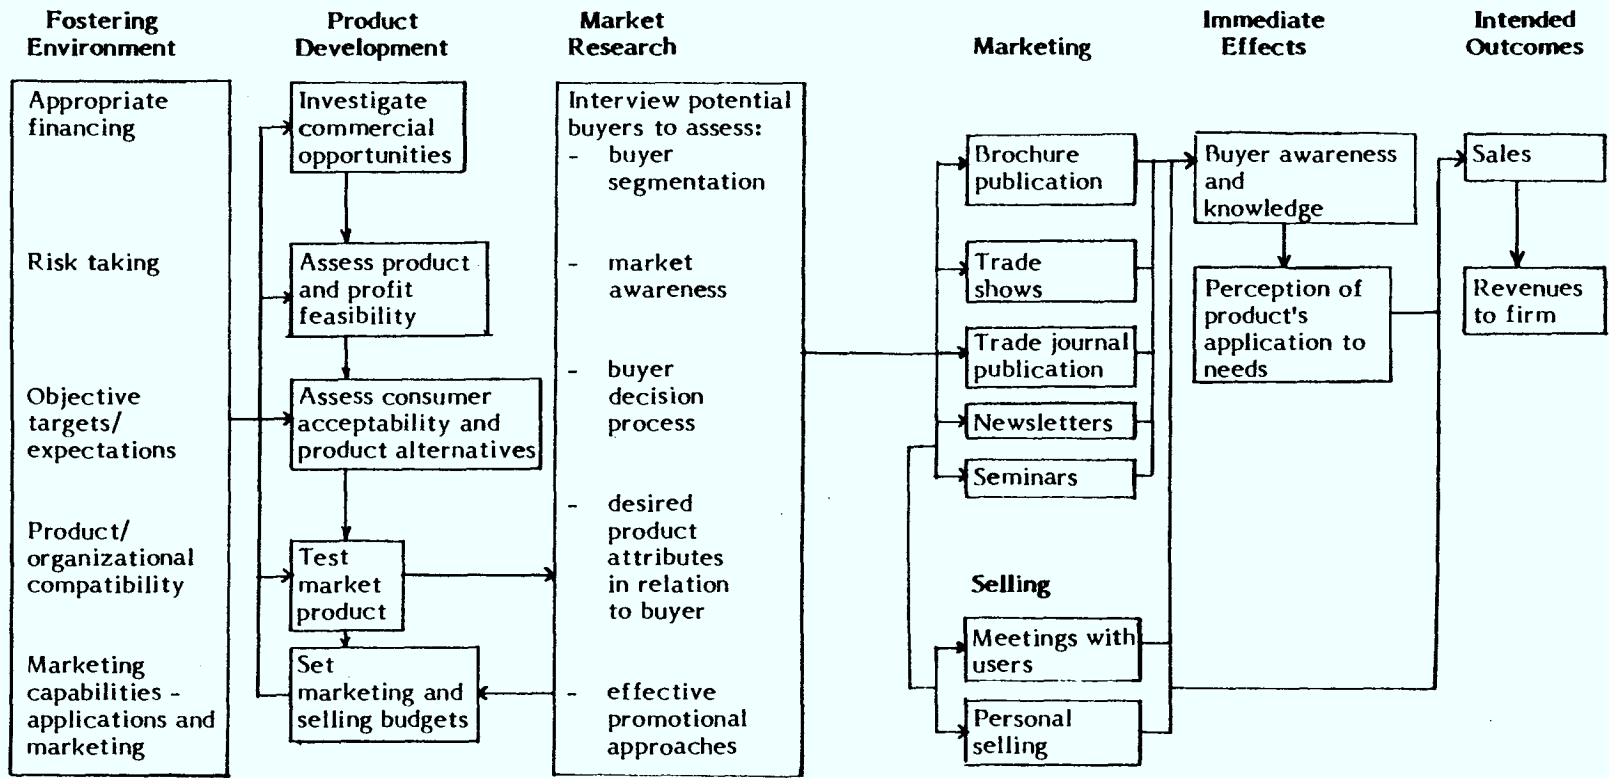 Fostering
Environment
Product
Development
Market
Research
Marketing
Immediate
Effects
Intended
Outcomes
Appropriate
financing
Risk taking
Objective
targets/
expectations
Product/
organizational
compatibility
Marketing
capabilities -
applications and
marketing
Investigate
commercial
opportunities
Assess product
and profit
feasibility
Assess consumer
acceptability and
product alternatives
Test
market
product
Set
marketing and
selling budgets
Interview potential
buyers to assess:
- buyer
segmentation
- market
awareness
- buyer
decision
process
- desired
product
attributes
in relation
to buyer
- effective
promotional
approaches
Brochure
publication
Trade
shows
Trade journal
publication
Newsletters
Seminars
Selling
Meetings with
users
Personal
selling
Buyer awareness
and
knowledge
Perception of
product's
application to
needs
Sales
Revenues
to firm